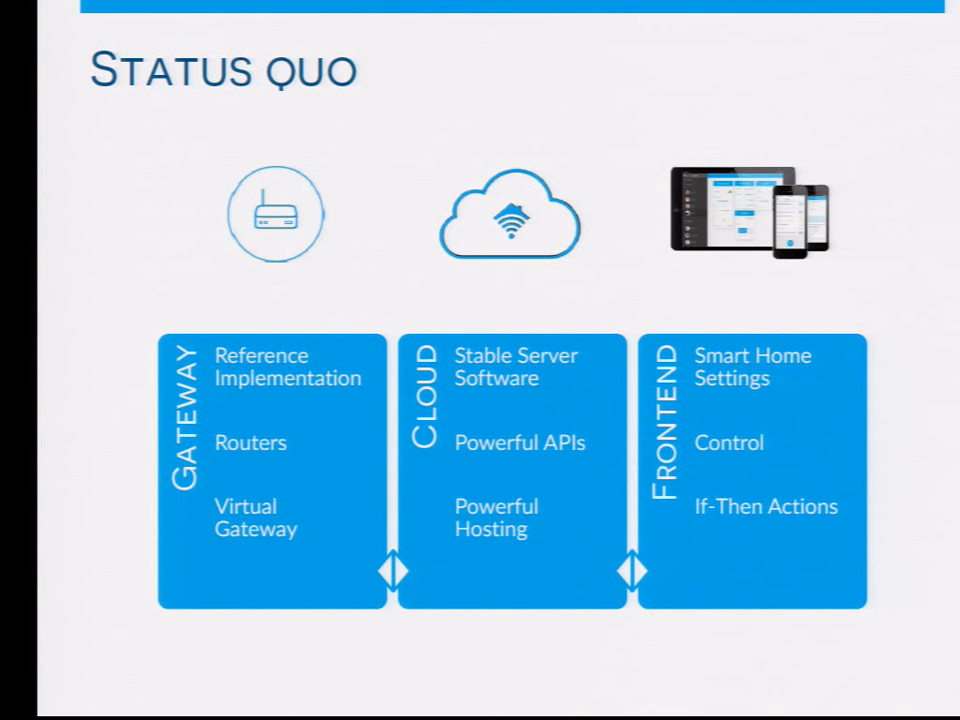 STATUS QUO
GATEWAY
Reference
Implementation
Routers
Virtual
Gateway
CLOUD
Stable Server
Software
Powerful APIs
Powerful
Hosting
FRONTEND
Smart Home
Settings
Control
If-Then Actions